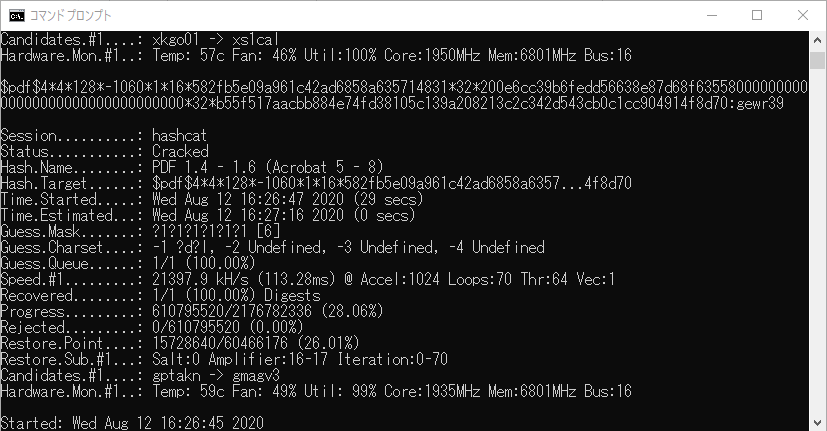 コマンドプロンプト
Candidates.#1....: xkgo01 -> xs1cal
Hardware.Mon.#1..: Temp: 57c Fan: 46% Util:100% Core:1950MHz Mem:6801MHz Bus:16
$pdf$4*4*128*-1060*1*16*582fb5e09a961c42ad6858a635714831*32*200e6cc39b6fedd56638e87d68f63558000000000
00000000000000000000000*32*b55f517aacbb884e74fd38105c139a208213c2c342d543cb0c1cc904914f8d70:gewr39
Session..........: hashcat
Status...........: Cracked
Hash.Name........: PDF 1.4 - 1.6 (Acrobat 5 - 8)
Hash.Target......: $pdf$4*4*128*-1060*1*16*582fb5e09a961c42ad6858a6357...4f8d70
Time.Started.....: Wed Aug 12 16:26:47 2020 (29 secs)
Time.Estimated...: Wed Aug 12 16:27:16 2020 (0 secs)
Guess.Mask.......: ?1?1?1?1?1?1 [6]
Guess.Charset....: -1 ?d?l, -2 Undefined, -3 Undefined, -4 Undefined
Guess.Queue......: 1/1 (100.00%)
Speed.#1.........: 21397.9 kH/s (113.28ms) @ Accel:1024 Loops:70 Thr:64 Vec:1
Recovered........: 1/1 (100.00%) Digests
Progress.........: 610795520/2176782336 (28.06%)
Rejected.........: 0/610795520 (0.00%)
Restore.Point....: 15728640/60466176 (26.01%)
Restore.Sub.#1...: Salt:0 Amplifier:16-17 Iteration:0-70
Candidates.#1....: gptakn -> gmagv3
Hardware.Mon.#1..: Temp: 59c Fan: 49% Util: 99% Core:1935MHz Mem:6801MHz Bus:16
Started: Wed Aug 12 16:26:45 2020